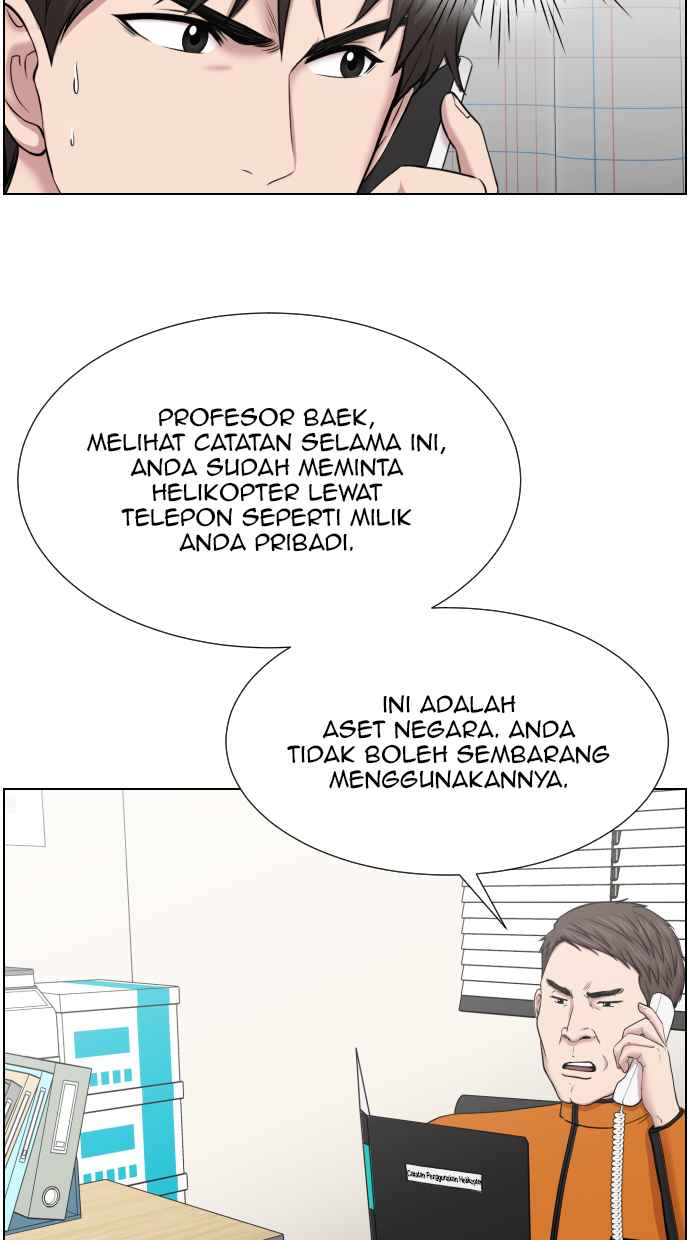 PROFESOR BAEK,
MELIHAT CATATAN SELAMA INI,
ANDA SUDAH MEMINTA
HELIKOPTER LEWAT
TELEPON SEPERTI MILIK
ANDA PRIBADI.
INI ADALAH
ASET NEGARA. ANDA
TIDAK BOLEH SEMBARANG
MENGGUNAKANNYA.
Catatan Penggunaan Helikopter